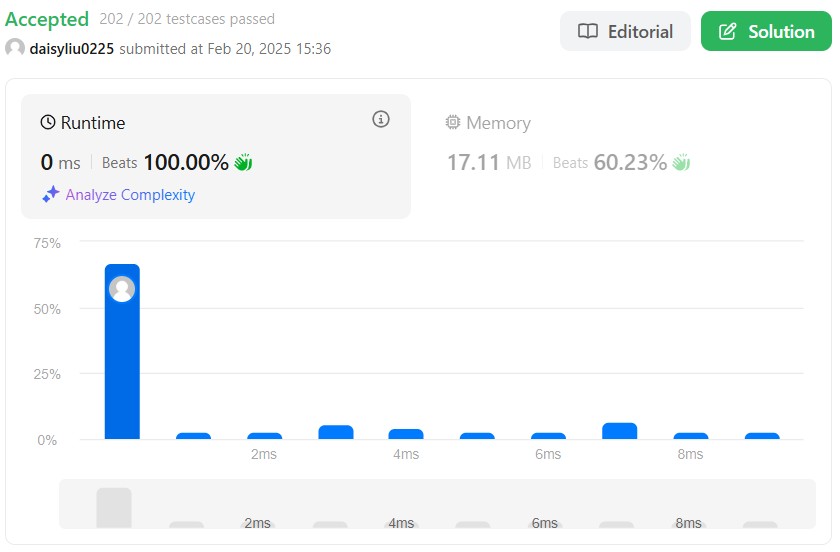 Accepted 202 / 202 testcases passed
daisyliu0225 submitted at Feb 20, 2025 15:36
Editorial
Solution
Runtime
0 ms Beats 100.00%
Analyze Complexity
Memory
17.11 MB Beats 60.23%
75%
50%
25%
0%
2ms 4ms 6ms 8ms
2ms 4ms 6ms 8ms